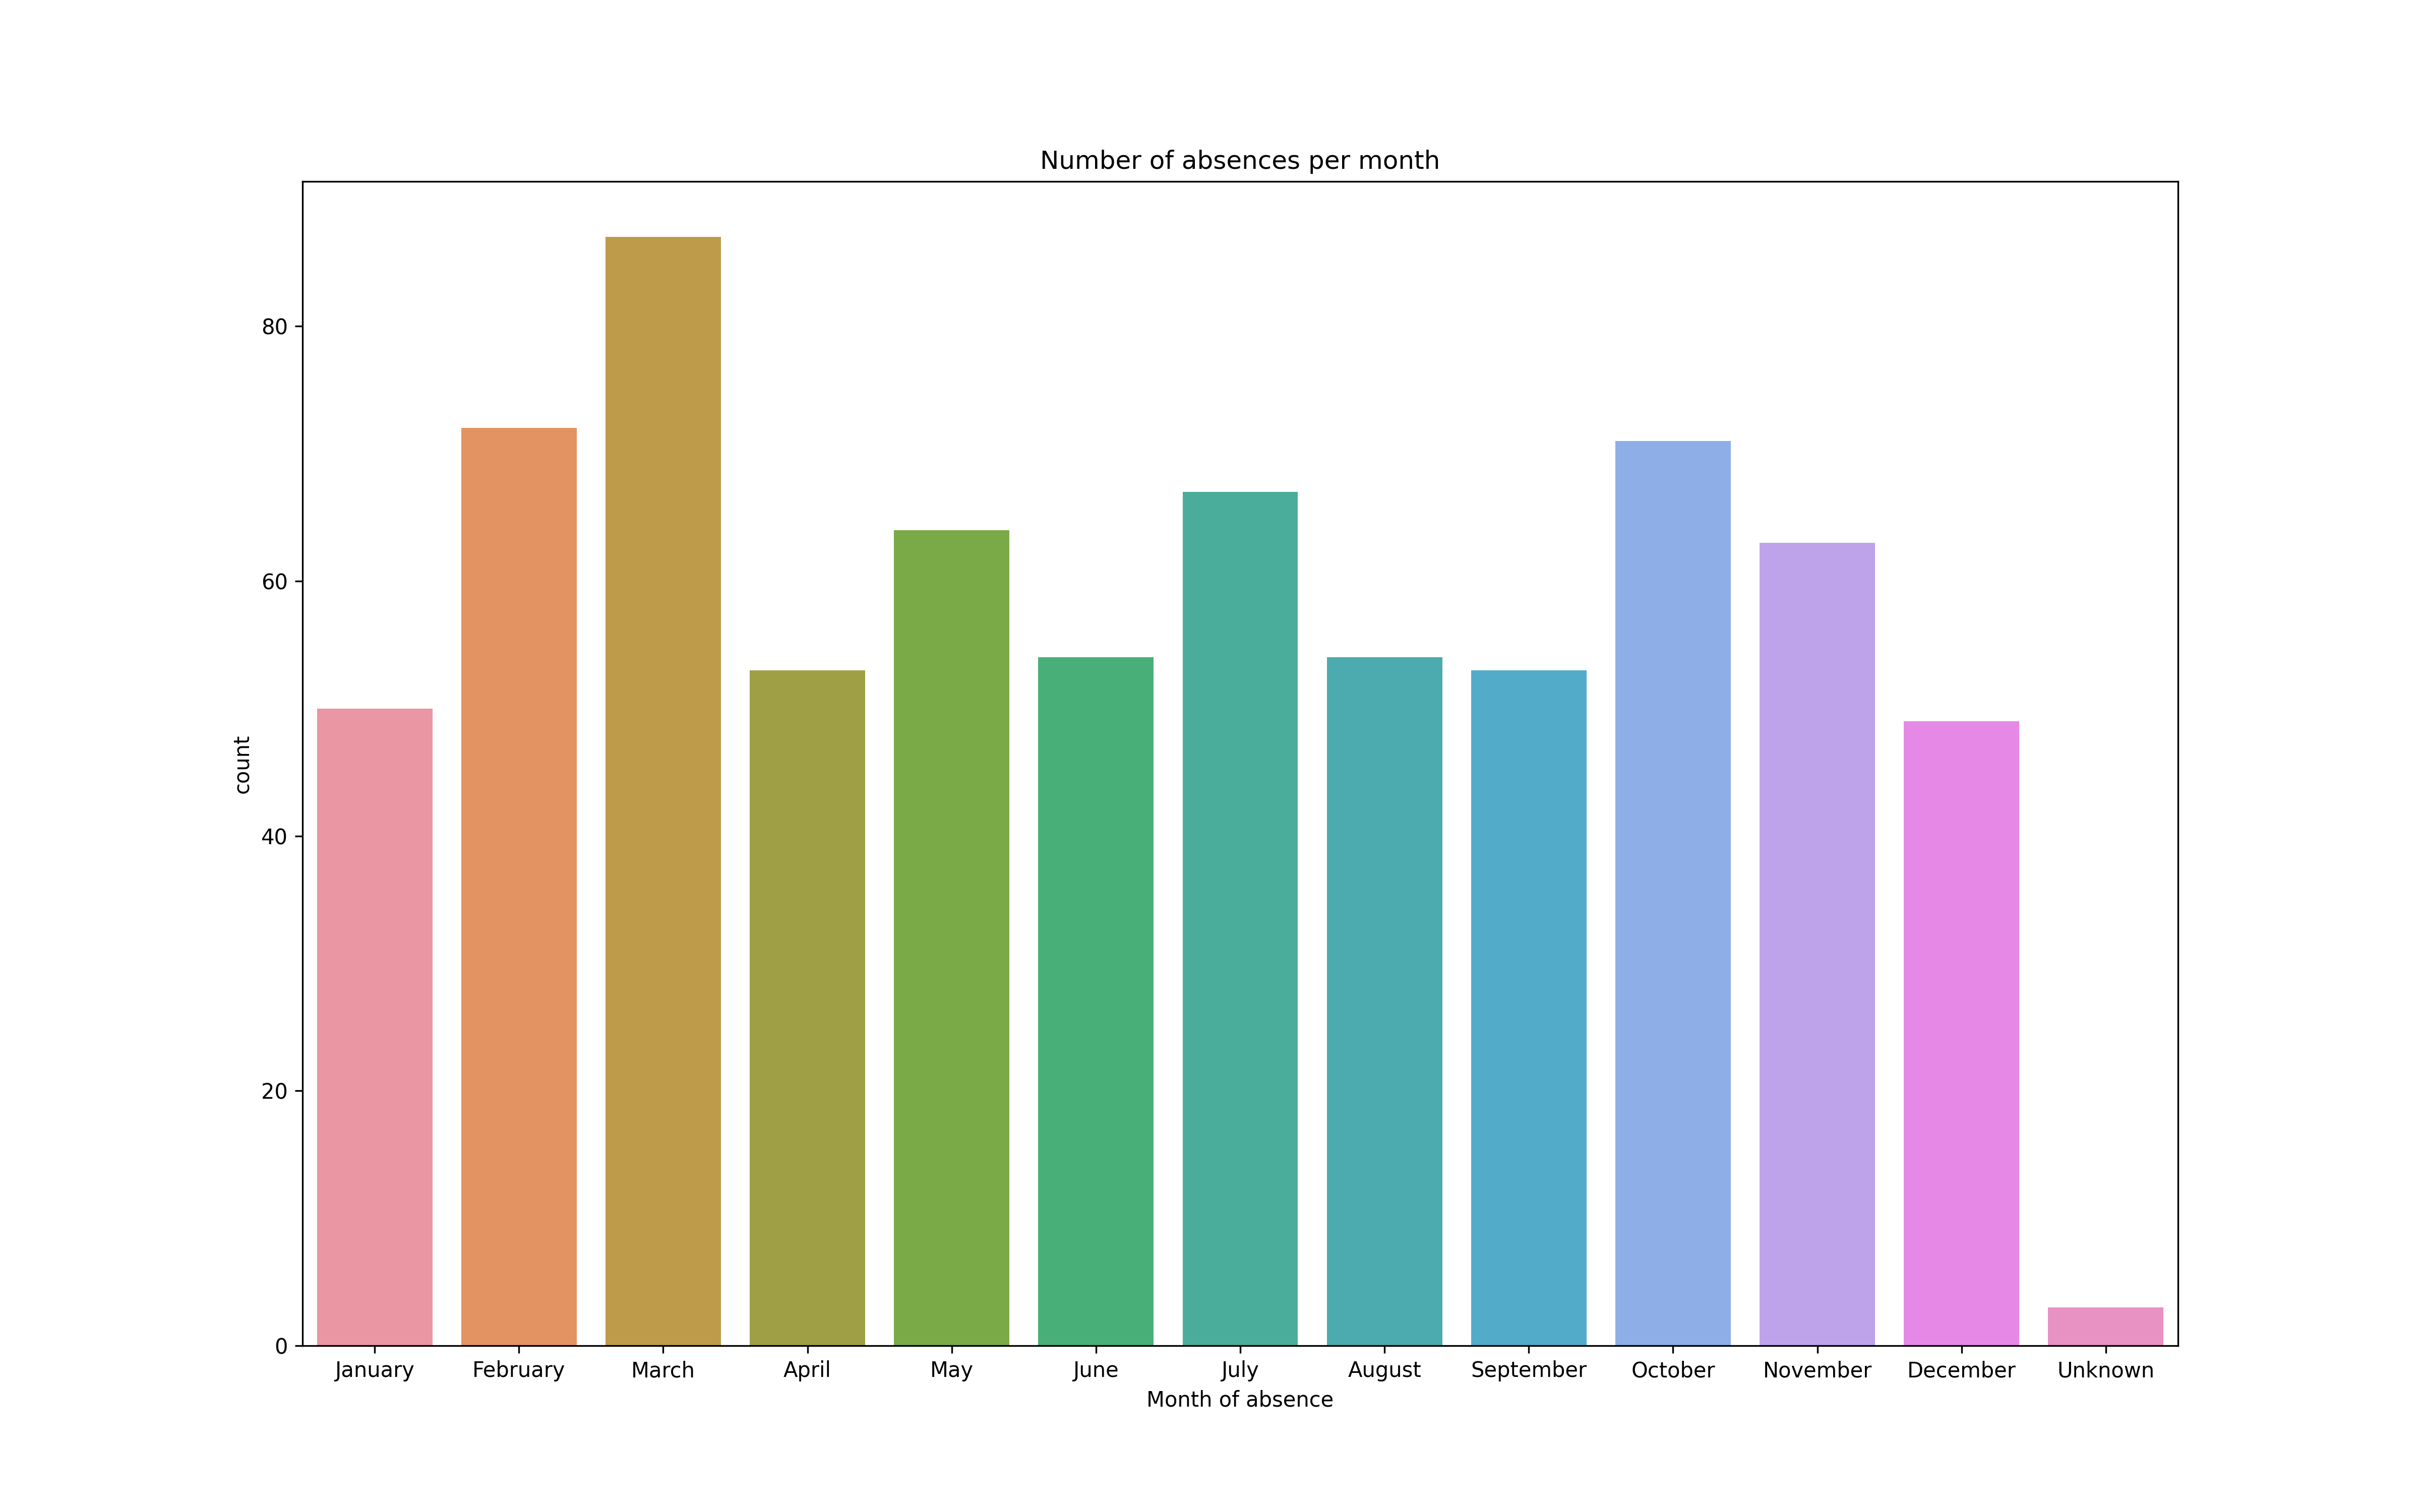 Number of absences per month
80
60
40
20
0
count
January February March April May June July August September October November December Unknown
Month of absence